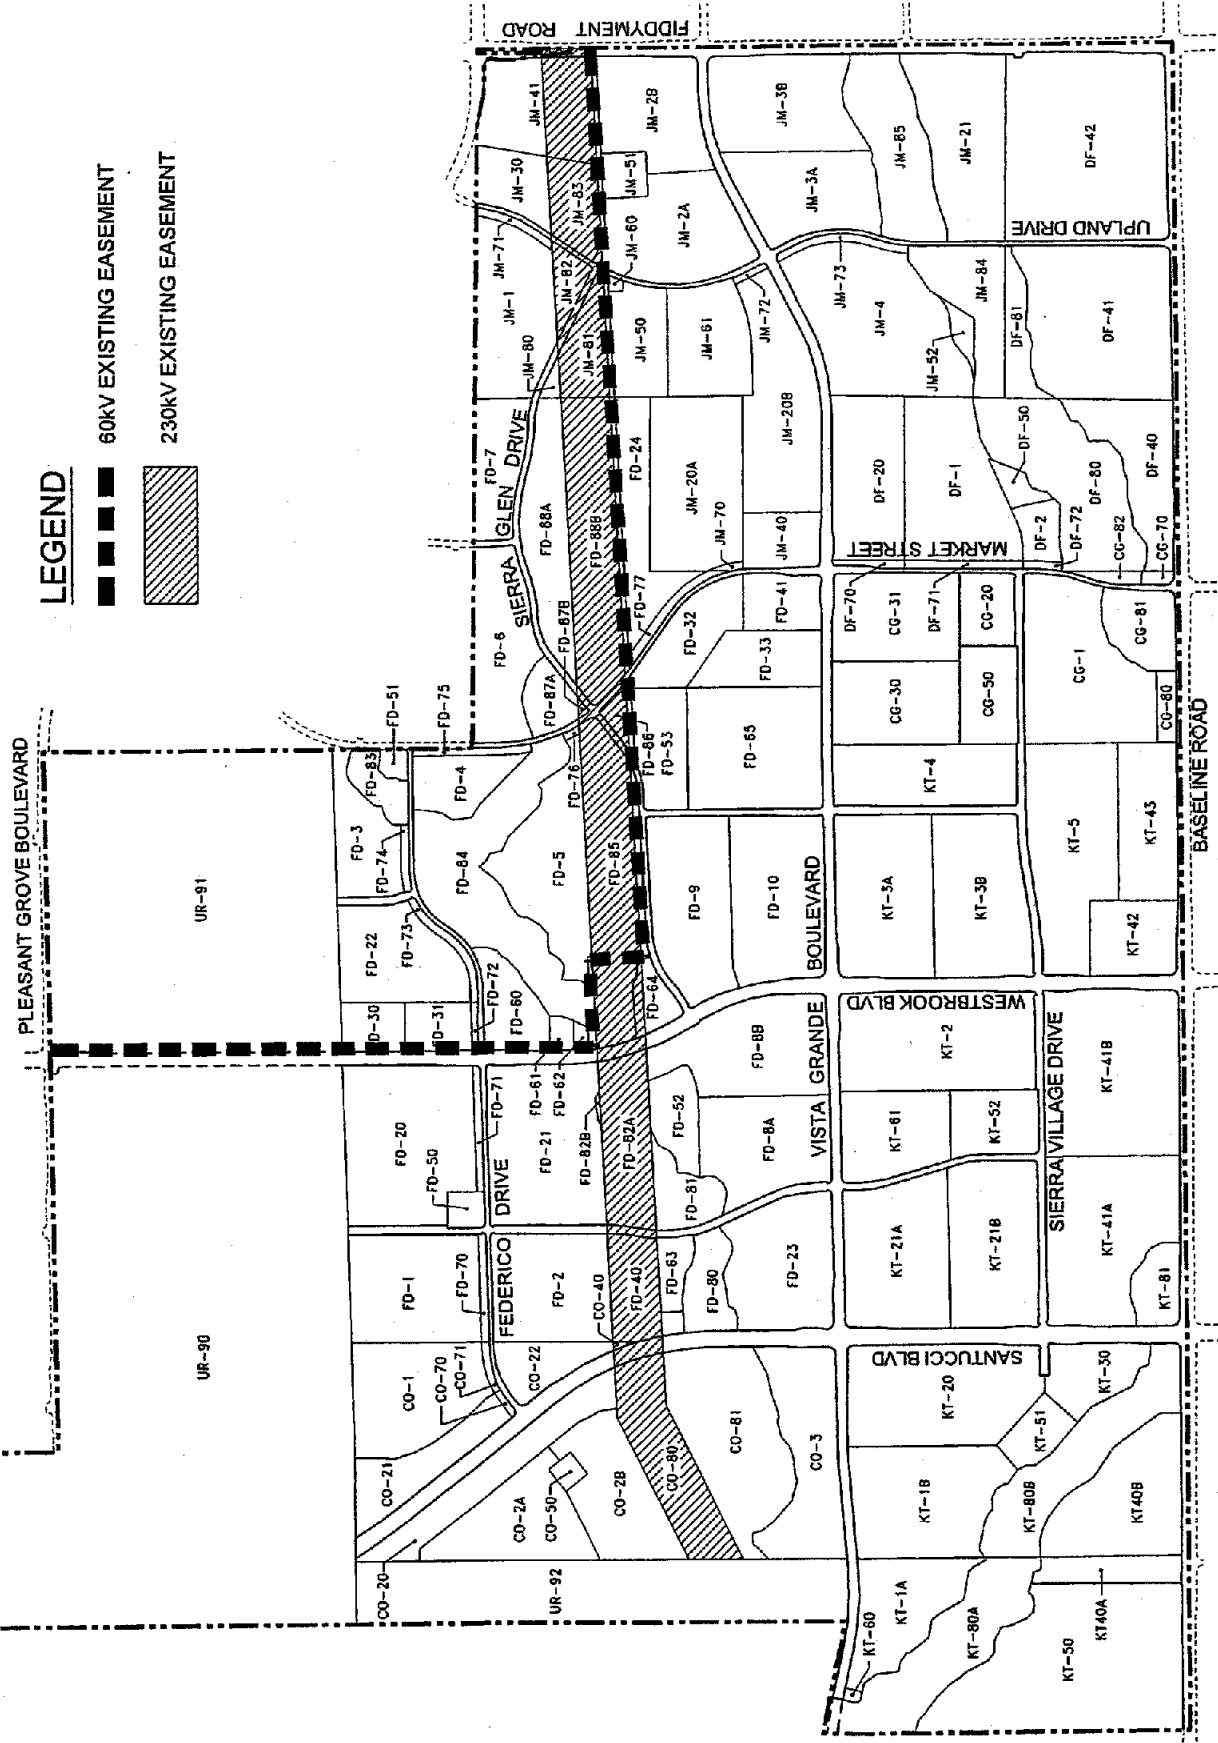 LEGEND
60kV EXISTING EASEMENT
230kV EXISTING EASEMENT
PLEASANT GROVE BOULEVARD
FIDDYMENT ROAD
BASELINE ROAD
SIERRA GLEN DRIVE
UPLAND DRIVE
MARKET STREET
VISTA GRANDE BOULEVARD
WESTBROOK BLVD
SIERRA VILLAGE DRIVE
FEDERICO DRIVE
SANTUCCI BLVD
UR-90
UR-91
UR-92
CO-20
CO-21
CO-1
CO-70
CO-71
CO-22
CO-40
CO-2A
CO-50
CO-2B
CO-80
CO-81
CO-3
FD-1
FD-70
FD-2
FD-40
FD-63
FD-80
FD-23
FD-20
FD-50
FD-71
FD-21
FD-61
FD-62
FD-82B
FD-82A
FD-52
FD-81
FD-8A
FD-8B
FD-30
FD-31
FD-22
FD-73
FD-72
FD-60
FD-64
FD-3
FD-74
FD-83
FD-51
FD-75
FD-4
FD-84
FD-5
FD-76
FD-85
FD-9
FD-10
FD-86
FD-53
FD-65
FD-87A
FD-87B
FD-6
FD-7
FD-88A
FD-88B
FD-77
FD-32
FD-33
FD-41
FD-24
JM-80
JM-1
JM-71
JM-30
JM-41
JM-81
JM-82
JM-83
JM-50
JM-60
JM-51
JM-2B
JM-2A
JM-61
JM-72
JM-20A
JM-20B
JM-70
JM-40
JM-3B
JM-3A
JM-73
JM-4
JM-85
JM-21
JM-84
JM-52
DF-42
DF-41
DF-81
DF-20
DF-1
DF-50
DF-2
DF-72
DF-80
DF-40
DF-70
DF-71
CG-31
CG-20
CG-30
CG-50
CG-1
CG-82
CG-70
CG-81
CG-80
KT-4
KT-5
KT-43
KT-42
KT-3A
KT-3B
KT-2
KT-61
KT-52
KT-41B
KT-21A
KT-21B
KT-41A
KT-81
KT-20
KT-30
KT-51
KT-1B
KT-80B
KT40B
KT-1A
KT-60
KT-80A
KT-50
KT40A